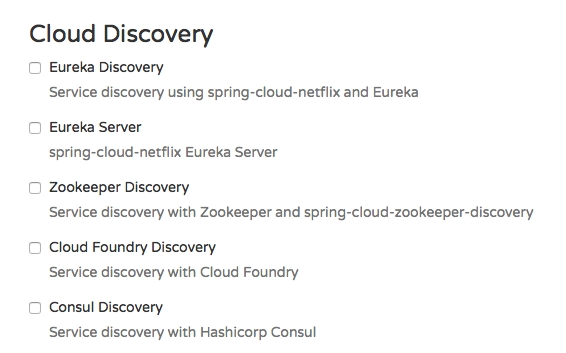 Cloud Discovery
Eureka Discovery
Service discovery using spring-cloud-netflix and Eureka
Eureka Server
spring-cloud-netflix Eureka Server
Zookeeper Discovery
Service discovery with Zookeeper and spring-cloud-zookeeper-discovery
Cloud Foundry Discovery
Service discovery with Cloud Foundry
Consul Discovery
Service discovery with Hashicorp Consul